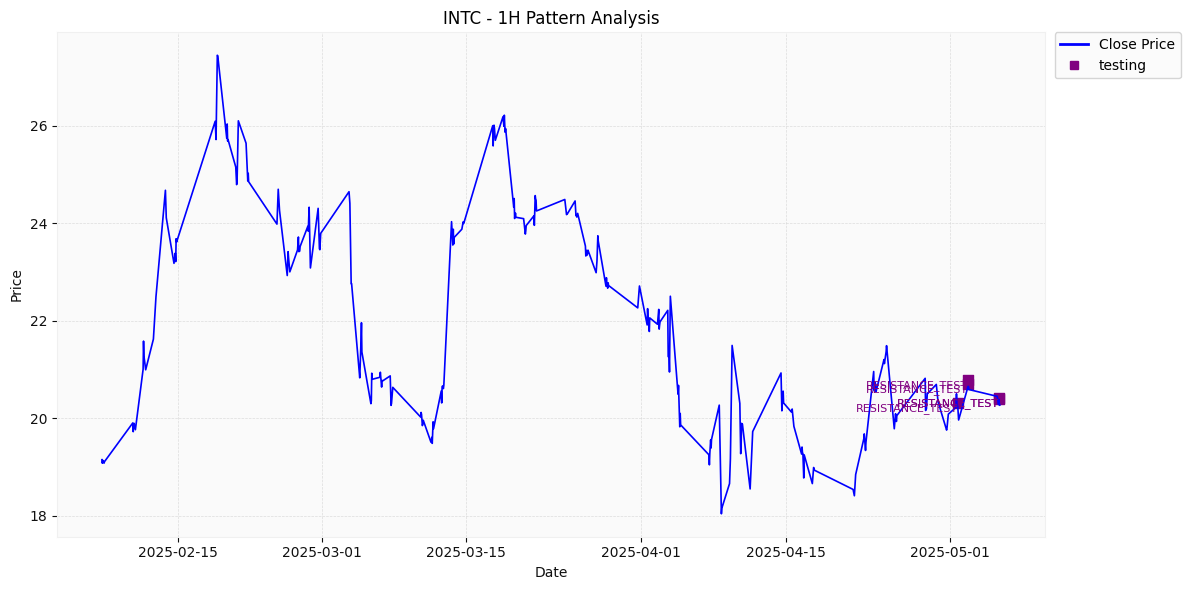 INTC - 1H Pattern Analysis
Close Price
testing
Price
26
24
22
20
18
RESISTANCE_TEST
RESISTANCE_TEST
RESISTANCE_TEST
RESISTANCE_TEST
2025-02-15
2025-03-01
2025-03-15
2025-04-01
2025-04-15
2025-05-01
Date